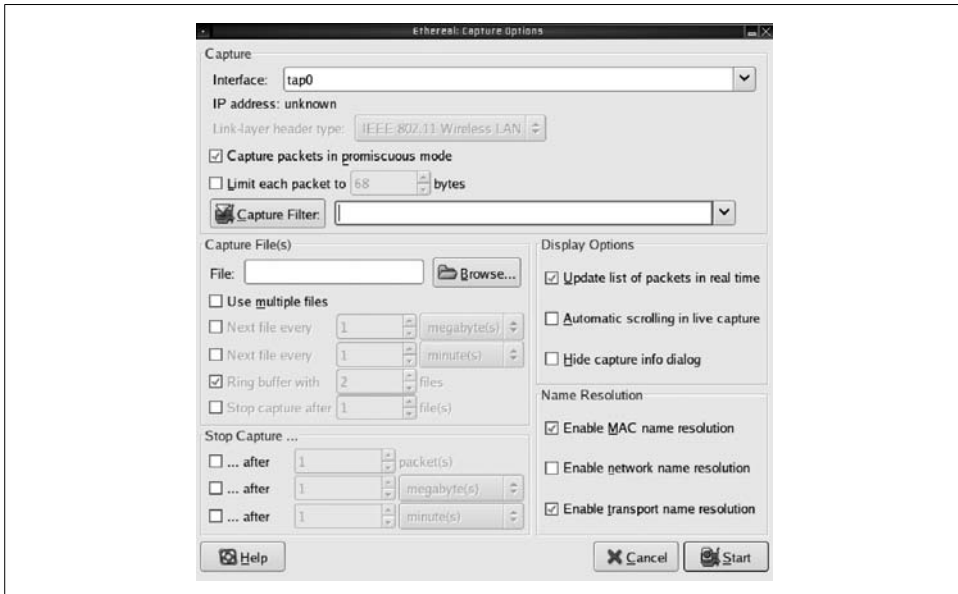 Ethereal: Capture Options
Capture
Interface: tap0
IP address: unknown
Link-layer header type: IEEE 802.11 Wireless LAN
Capture packets in promiscuous mode
Limit each packet to 68 bytes
Capture Filter:
Capture File(s)
File: Browse...
Use multiple files
Next file every 1 megabyte(s)
Next file every 1 minute(s)
Ring buffer with 2 files
Stop capture after 1 file(s)
Stop Capture ...
... after 1 packet(s)
... after 1 megabyte(s)
... after 1 minute(s)
Display Options
Update list of packets in real time
Automatic scrolling in live capture
Hide capture info dialog
Name Resolution
Enable MAC name resolution
Enable network name resolution
Enable transport name resolution
Help Cancel Start